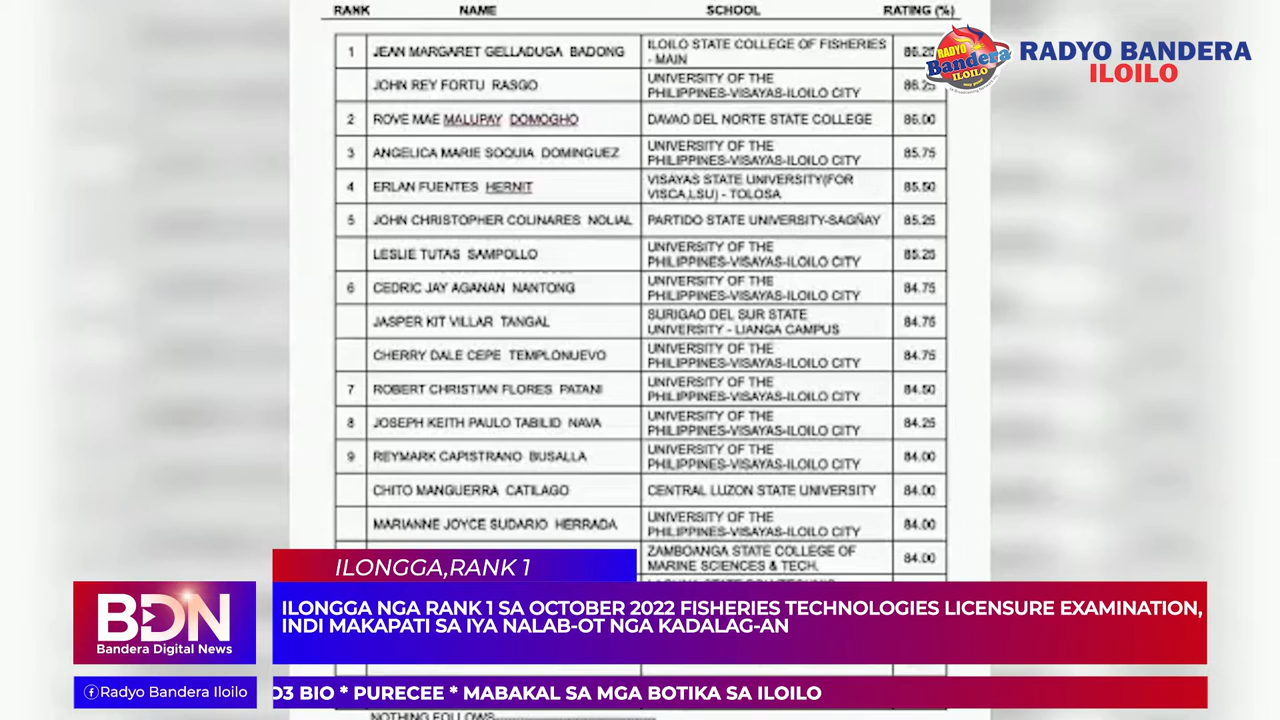 RANK NAME SCHOOL RATING (%)
1 JEAN MARGARET GELLADUGA BADONG ILOILO STATE COLLEGE OF FISHERIES - MAIN 86.25
JOHN REY FORTU RASGO UNIVERSITY OF THE PHILIPPINES-VISAYAS-ILOILO CITY 86.25
2 ROVE MAE MALUPAY DOMOGHO DAVAO DEL NORTE STATE COLLEGE 86.00
3 ANGELICA MARIE SOQUIA DOMINGUEZ UNIVERSITY OF THE PHILIPPINES-VISAYAS-ILOILO CITY 85.75
4 ERLAN FUENTES HERNIT VISAYAS STATE UNIVERSITY(FOR VISCA,LSU) - TOLOSA 85.50
5 JOHN CHRISTOPHER COLINARES NOLIAL PARTIDO STATE UNIVERSITY-SAGÑAY 85.25
LESLIE TUTAS SAMPOLLO UNIVERSITY OF THE PHILIPPINES-VISAYAS-ILOILO CITY 85.25
6 CEDRIC JAY AGANAN NANTONG UNIVERSITY OF THE PHILIPPINES-VISAYAS-ILOILO CITY 84.75
JASPER KIT VILLAR TANGAL SURIGAO DEL SUR STATE UNIVERSITY - LIANGA CAMPUS 84.75
CHERRY DALE CEPE TEMPLONUEVO UNIVERSITY OF THE PHILIPPINES-VISAYAS-ILOILO CITY 84.75
7 ROBERT CHRISTIAN FLORES PATANI UNIVERSITY OF THE PHILIPPINES-VISAYAS-ILOILO CITY 84.50
8 JOSEPH KEITH PAULO TABILID NAVA UNIVERSITY OF THE PHILIPPINES-VISAYAS-ILOILO CITY 84.25
9 REYMARK CAPISTRANO BUSALLA UNIVERSITY OF THE PHILIPPINES-VISAYAS-ILOILO CITY 84.00
CHITO MANGUERRA CATILAGO CENTRAL LUZON STATE UNIVERSITY 84.00
MARIANNE JOYCE SUDARIO HERRADA UNIVERSITY OF THE PHILIPPINES-VISAYAS-ILOILO CITY 84.00
ZAMBOANGA STATE COLLEGE OF MARINE SCIENCES & TECH. 84.00
NOTHING FOLLOWS
RADYO Bandera ILOILO
RADYO BANDERA
ILOILO
ILONGGA,RANK 1
BDN
Bandera Digital News
ILONGGA NGA RANK 1 SA OCTOBER 2022 FISHERIES TECHNOLOGIES LICENSURE EXAMINATION,
INDI MAKAPATI SA IYA NALAB-OT NGA KADALAG-AN
Radyo Bandera Iloilo
D3 BIO * PURECEE * MABAKAL SA MGA BOTIKA SA ILOILO